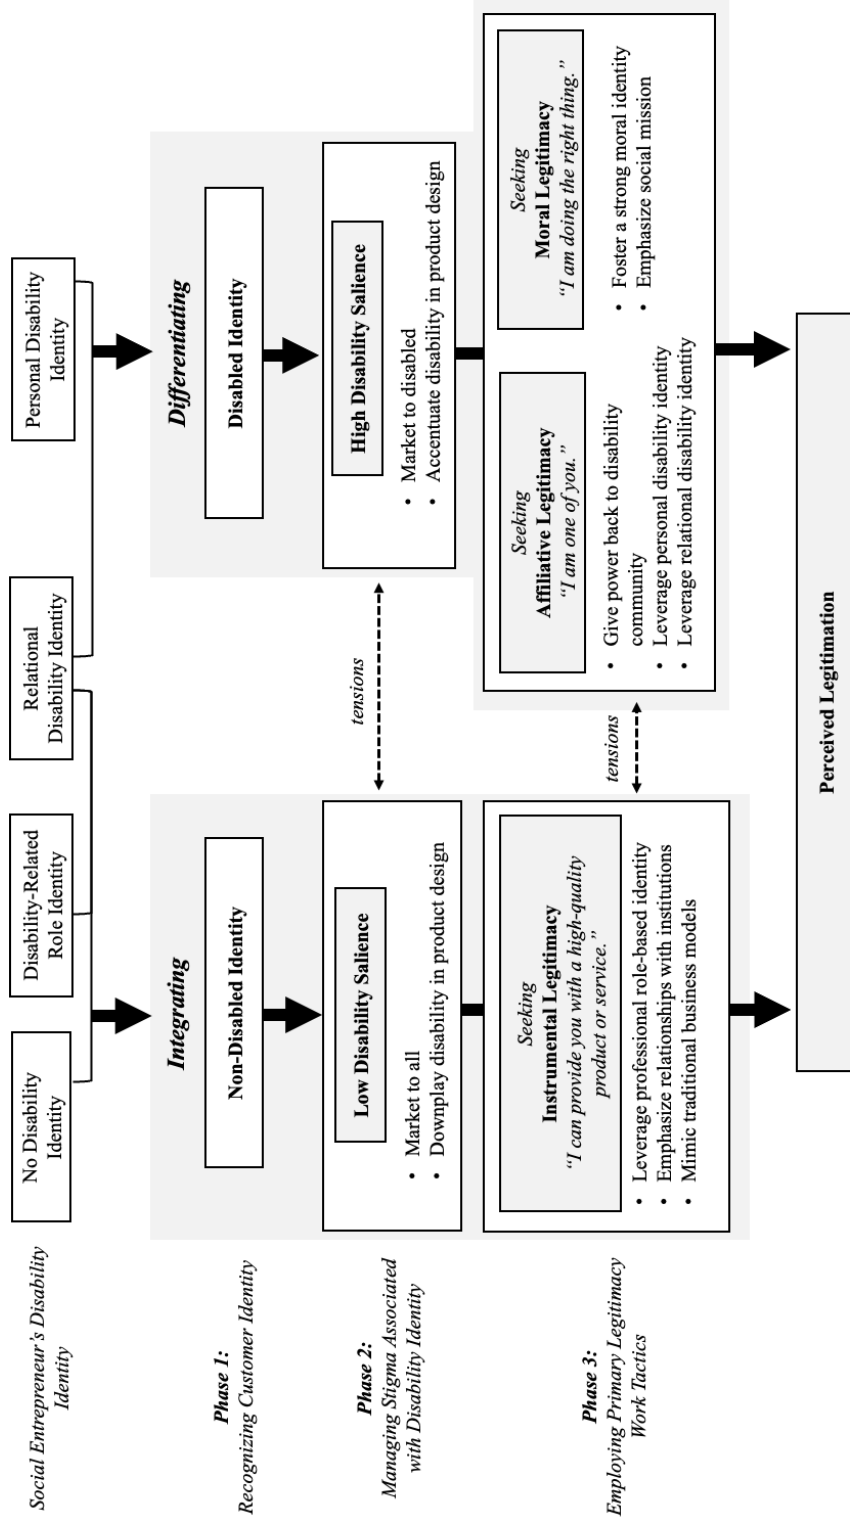 Social Entrepreneur’s Disability
Identity
No Disability
Identity
Disability-Related
Role Identity
Relational
Disability Identity
Personal Disability
Identity
Phase 1:
Recognizing Customer Identity
Integrating
Non-Disabled Identity
Differentiating
Disabled Identity
Phase 2:
Managing Stigma Associated
with Disability Identity
Low Disability Salience
• Market to all
• Downplay disability in product design
tensions
High Disability Salience
• Market to disabled
• Accentuate disability in product design
Phase 3:
Employing Primary Legitimacy
Work Tactics
Seeking
Instrumental Legitimacy
“I can provide you with a high-quality
product or service.”
• Leverage professional role-based identity
• Emphasize relationships with institutions
• Mimic traditional business models
tensions
Seeking
Affiliative Legitimacy
“I am one of you.”
• Give power back to disability
community
• Leverage personal disability identity
• Leverage relational disability identity
Seeking
Moral Legitimacy
“I am doing the right thing.”
• Foster a strong moral identity
• Emphasize social mission
Perceived Legitimation